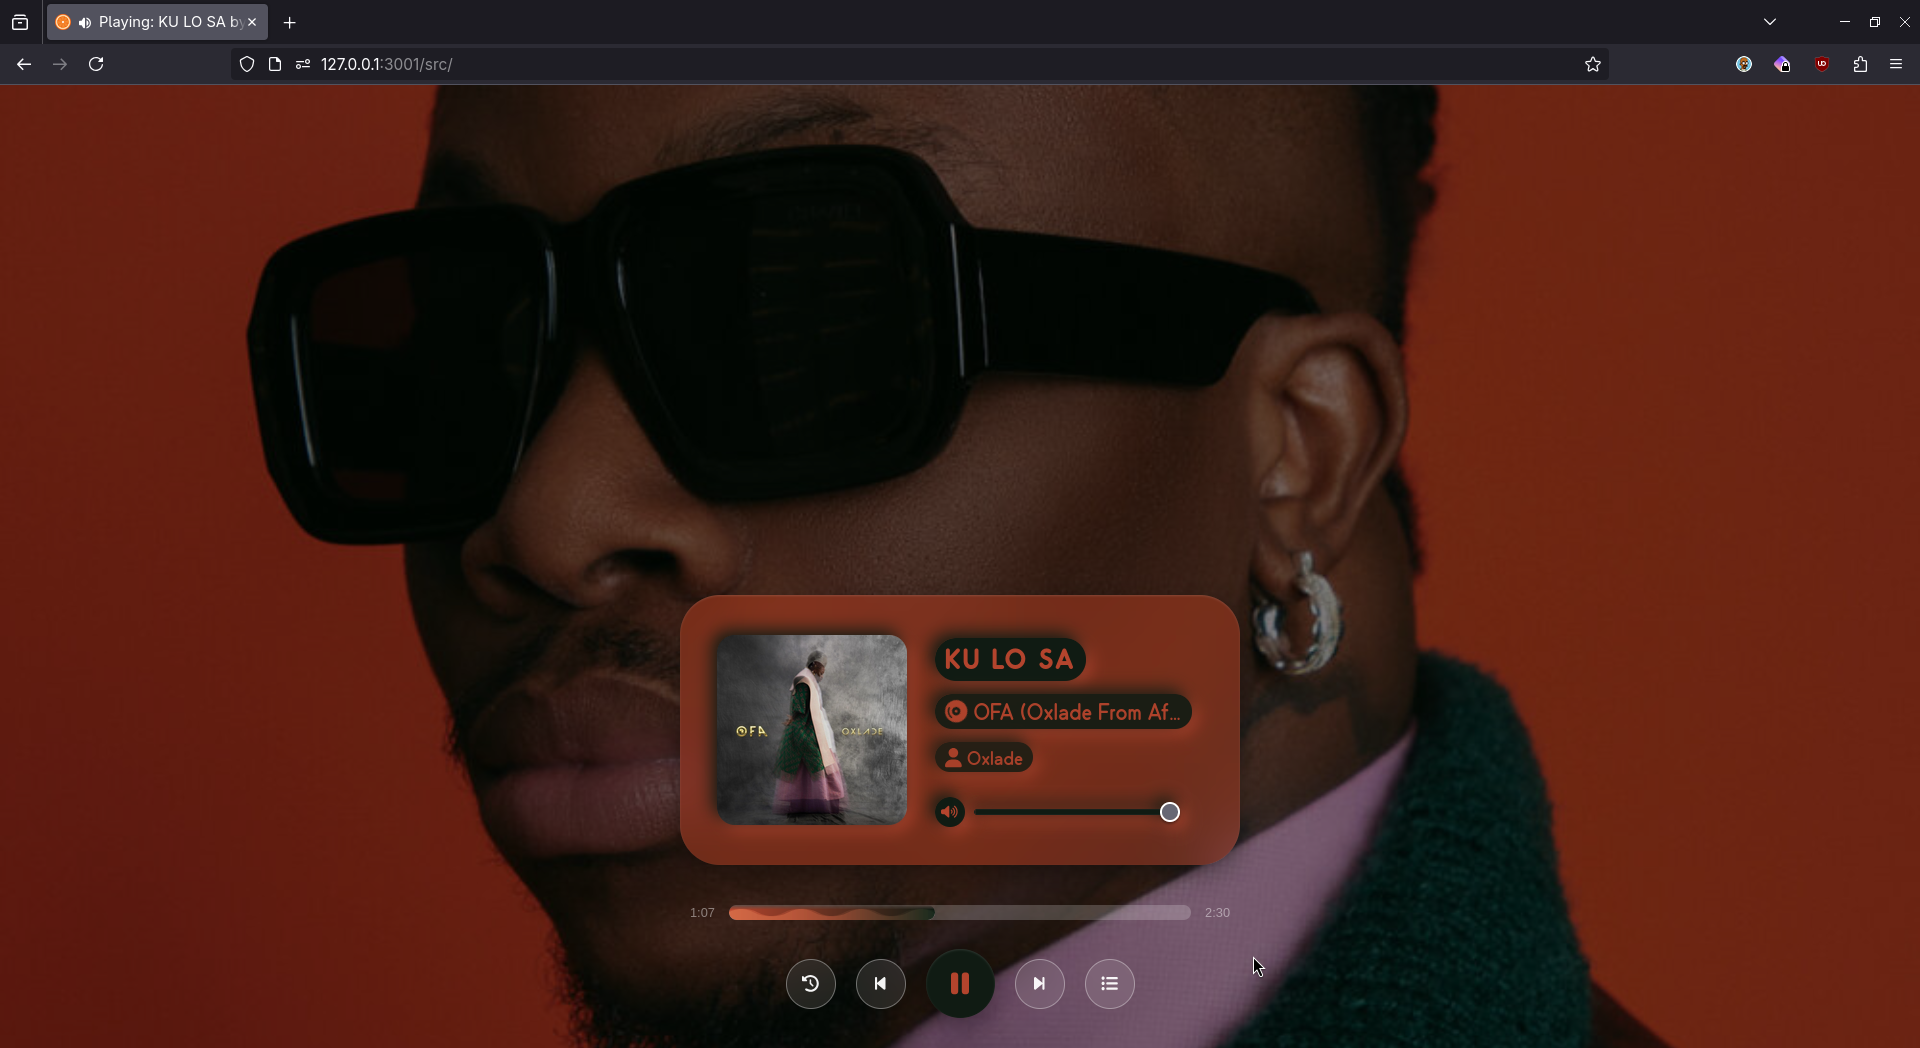 Playing: KU LO SA by
127.0.0.1:3001/src/
OFA
OXLADE
KU LO SA
OFA (Oxlade From Af...
Oxlade
1:07
2:30